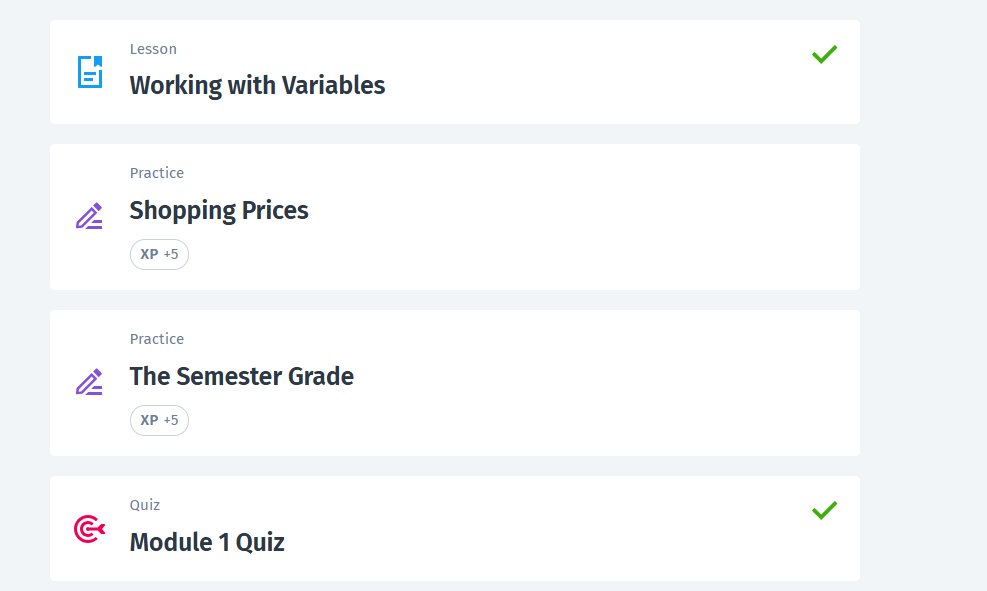 Lesson
Working with Variables
Practice
Shopping Prices
XP +5
Practice
The Semester Grade
XP +5
Quiz
Module 1 Quiz